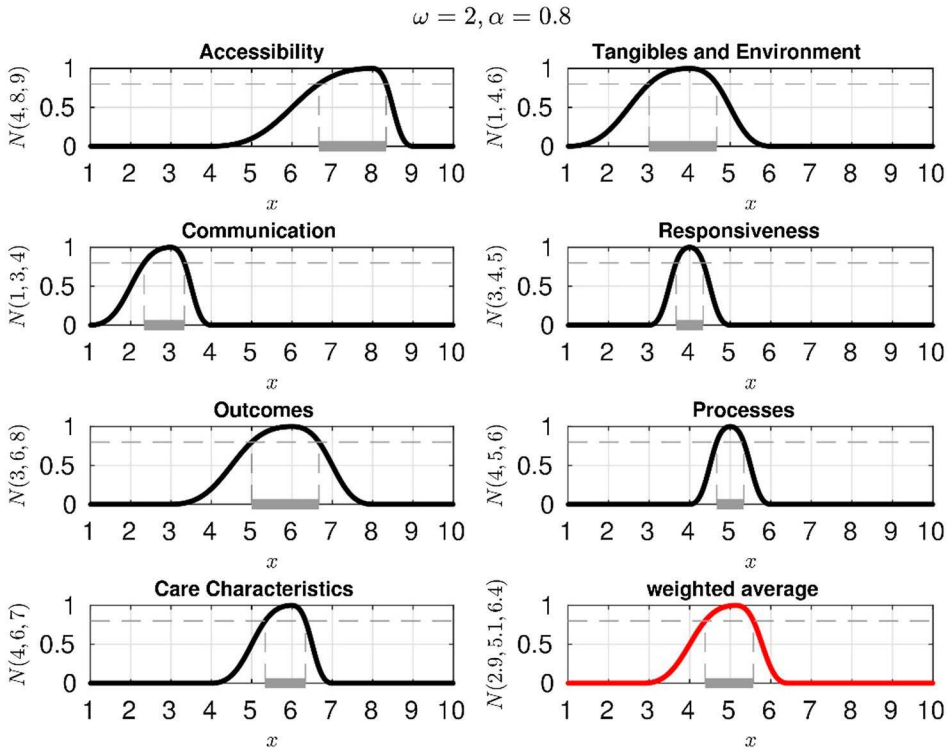 ω = 2, α = 0.8
Accessibility
Tangibles and Environment
N(4, 8, 9)
1
0.5
0
1 2 3 4 5 6 7 8 9 10
x
N(1, 4, 6)
1
0.5
0
1 2 3 4 5 6 7 8 9 10
x
Communication
Responsiveness
N(1, 3, 4)
1
0.5
0
1 2 3 4 5 6 7 8 9 10
x
N(3, 4, 5)
1
0.5
0
1 2 3 4 5 6 7 8 9 10
x
Outcomes
Processes
N(3, 6, 8)
1
0.5
0
1 2 3 4 5 6 7 8 9 10
x
N(4, 5, 6)
1
0.5
0
1 2 3 4 5 6 7 8 9 10
x
Care Characteristics
weighted average
N(4, 6, 7)
1
0.5
0
1 2 3 4 5 6 7 8 9 10
x
N(2.9, 5.1, 6.4)
1
0.5
0
1 2 3 4 5 6 7 8 9 10
x